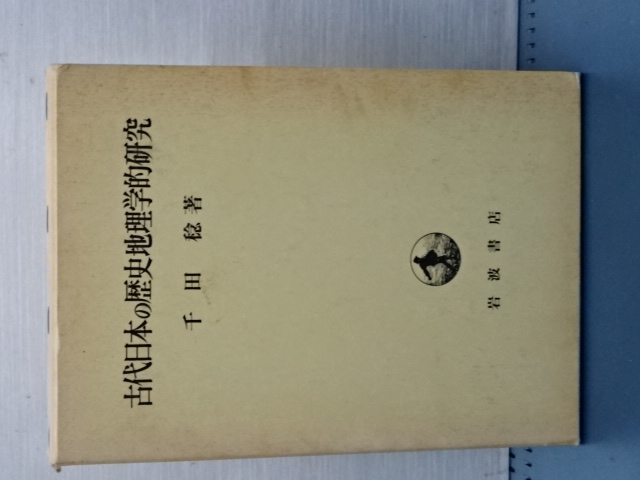 古代日本の歴史地理学的研究
千田 稔 著
岩波書店